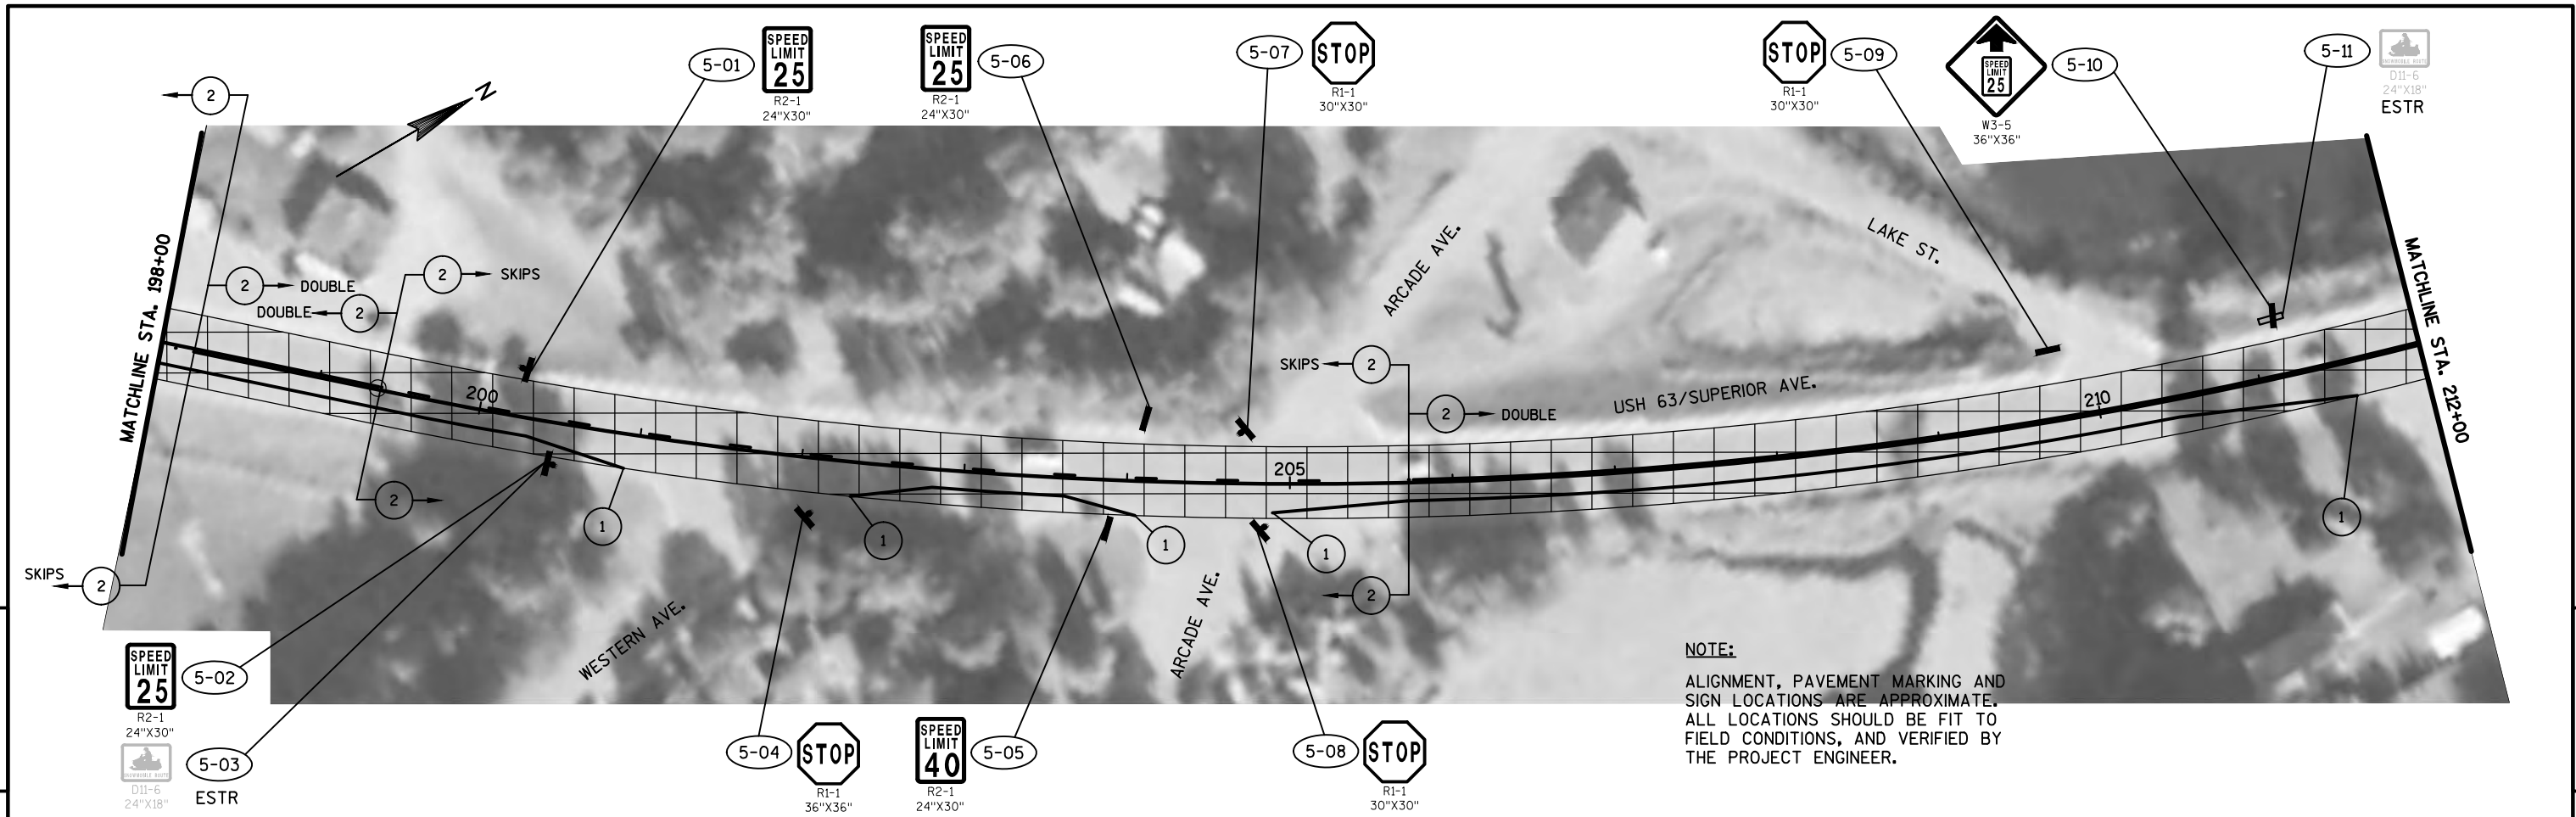 SPEED
LIMIT
25
R2-1
24"X30"
5-01
SPEED
LIMIT
25
R2-1
24"X30"
5-06
5-07
STOP
R1-1
30"X30"
STOP
R1-1
30"X30"
5-09
SPEED
LIMIT
25
W3-5
36"X36"
5-10
5-11
SNOWMOBILE ROUTE
D11-6
24"X18"
ESTR
2
N
MATCHLINE STA. 198+00
2 DOUBLE
DOUBLE 2
2 SKIPS
200
ARCADE AVE.
LAKE ST.
MATCHLINE STA. 212+00
SKIPS 2
2 DOUBLE
USH 63/SUPERIOR AVE.
210
205
2
1
1
1
1
2
1
SKIPS 2
WESTERN AVE.
ARCADE AVE.
SPEED
LIMIT
25
R2-1
24"X30"
5-02
SNOWMOBILE ROUTE
D11-6
24"X18"
5-03
ESTR
5-04
STOP
R1-1
36"X36"
SPEED
LIMIT
40
R2-1
24"X30"
5-05
5-08
STOP
R1-1
30"X30"
NOTE:
ALIGNMENT, PAVEMENT MARKING AND
SIGN LOCATIONS ARE APPROXIMATE.
ALL LOCATIONS SHOULD BE FIT TO
FIELD CONDITIONS, AND VERIFIED BY
THE PROJECT ENGINEER.